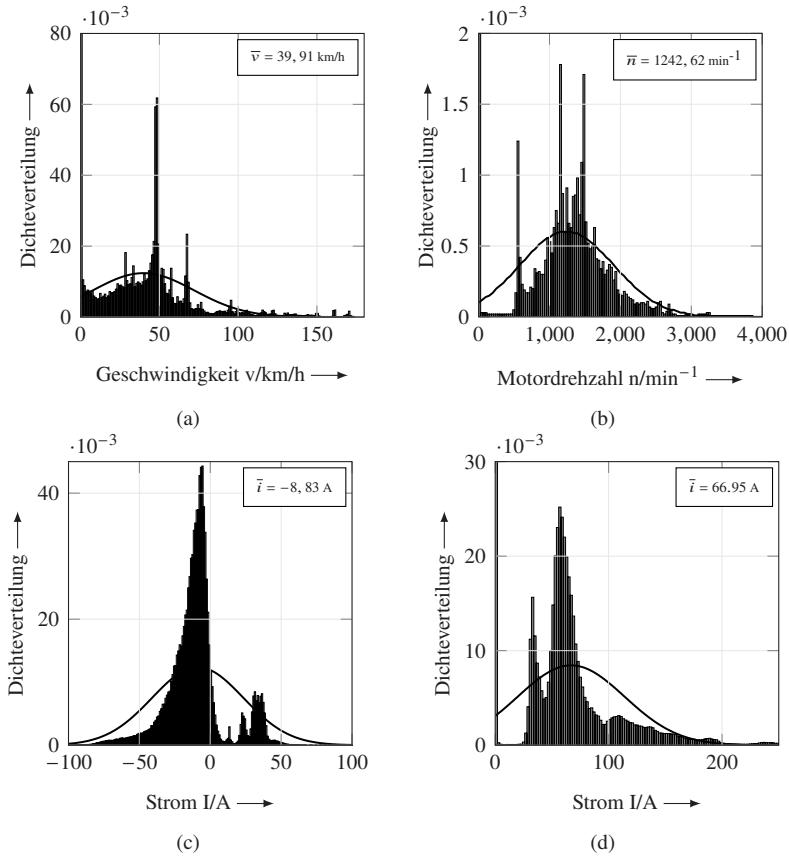 ·10⁻³
80
60
40
20
0
0
50
100
150
v̅ = 39, 91 km/h
Dichteverteilung ⟶
Geschwindigkeit v/km/h ⟶
(a)
·10⁻³
2
1.5
1
0.5
0
0
1,000
2,000
3,000
4,000
n̅ = 1242, 62 min⁻¹
Dichteverteilung ⟶
Motordrehzahl n/min⁻¹ ⟶
(b)
·10⁻³
40
20
0
−100
−50
0
50
100
i̅ = −8, 83 A
Dichteverteilung ⟶
Strom I/A ⟶
(c)
·10⁻³
30
20
10
0
0
100
200
i̅ = 66.95 A
Dichteverteilung ⟶
Strom I/A ⟶
(d)